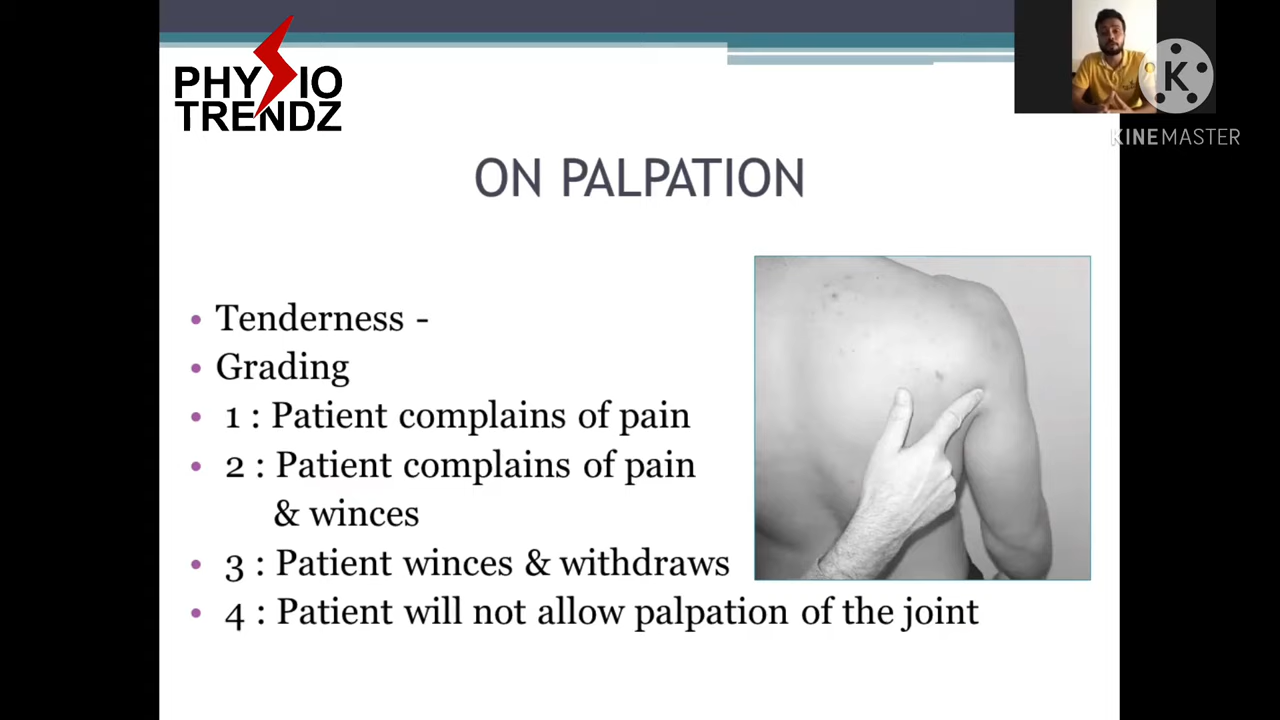 PHYSIO
TRENDZ
K
KINEMASTER
ON PALPATION
• Tenderness -
• Grading
• 1 : Patient complains of pain
• 2 : Patient complains of pain
& winces
• 3 : Patient winces & withdraws
• 4 : Patient will not allow palpation of the joint